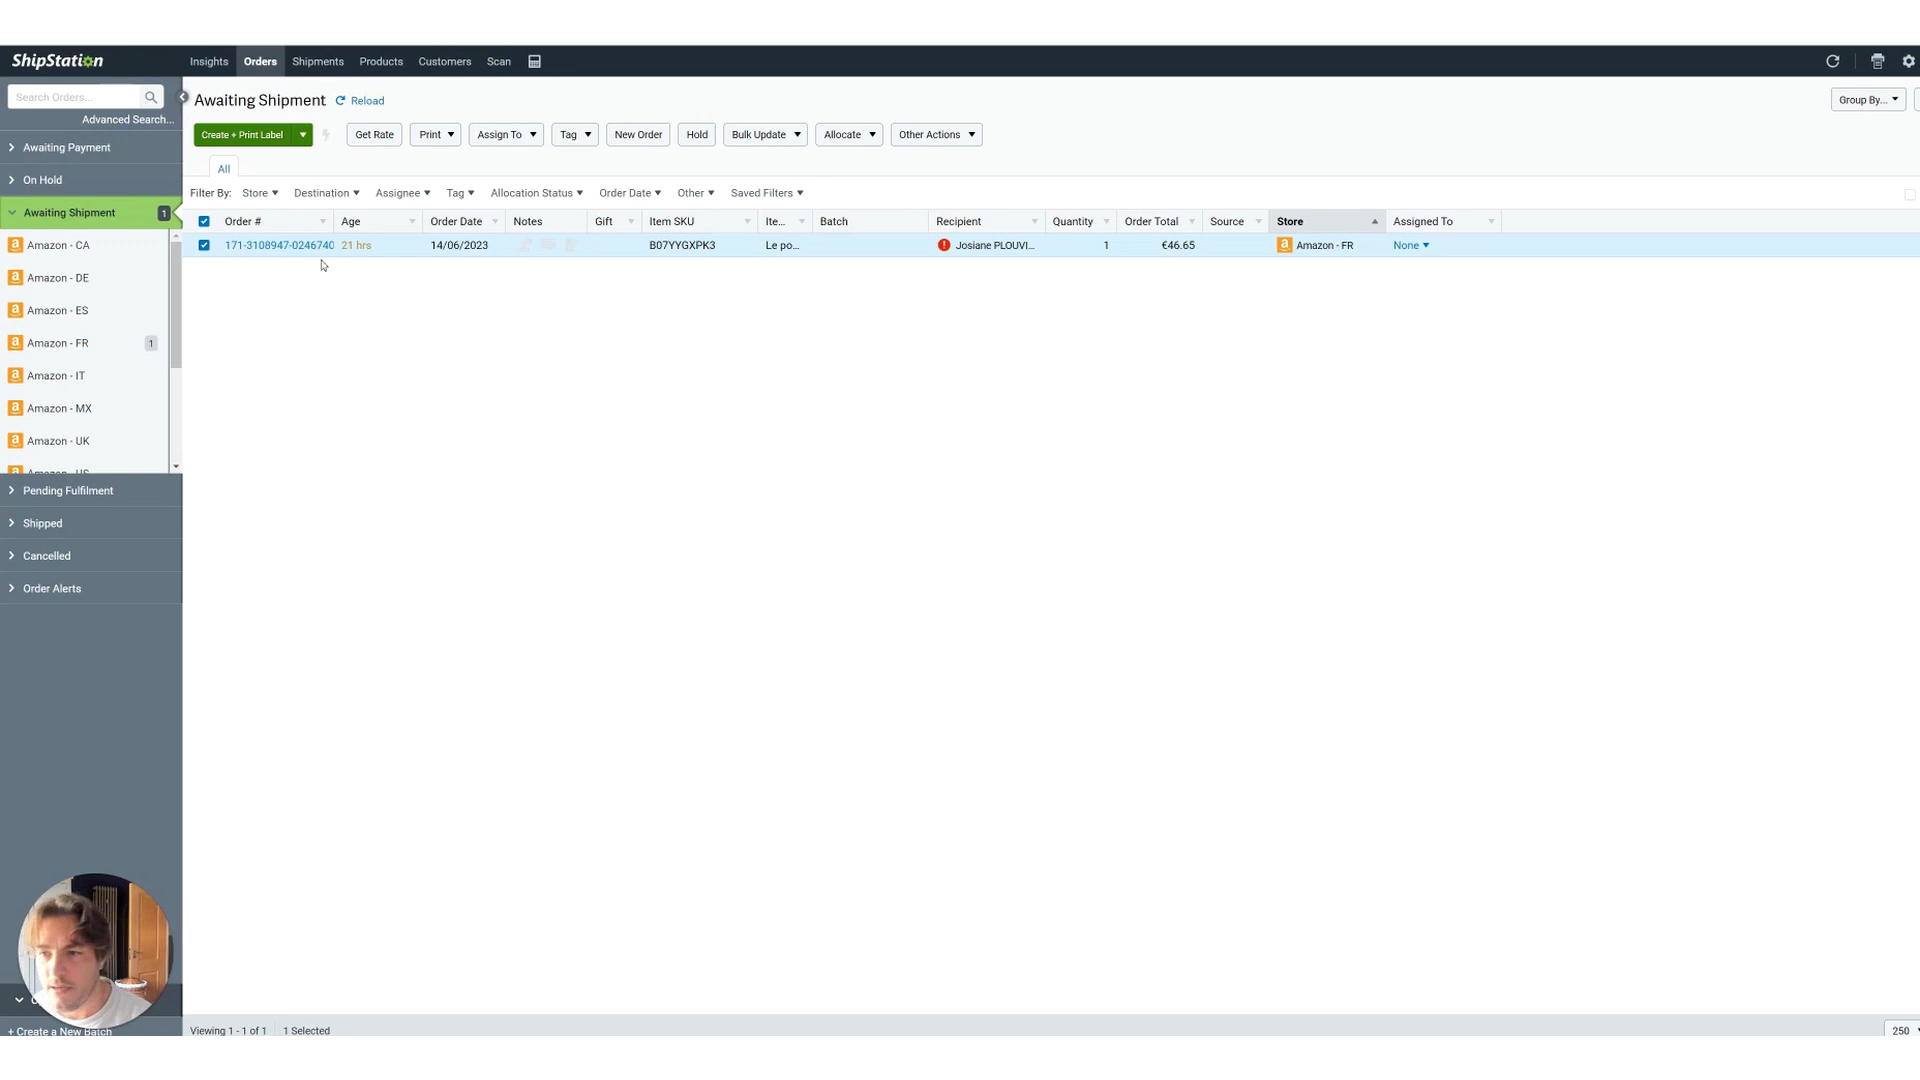 ShipStation
Insights Orders Shipments Products Customers Scan
Search Orders...
Advanced Search...
Awaiting Shipment Reload
Group By...
Create + Print Label Get Rate Print Assign To Tag New Order Hold Bulk Update Allocate Other Actions
All
Filter By: Store Destination Assignee Tag Allocation Status Order Date Other Saved Filters
Order # Age Order Date Notes Gift Item SKU Ite... Batch Recipient Quantity Order Total Source Store Assigned To
171-3108947-0246740 21 hrs 14/06/2023 B07YYGXPK3 Le po... Josiane PLOUVI... 1 €46.65 Amazon - FR None
Awaiting Payment
On Hold
Awaiting Shipment 1
Amazon - CA
Amazon - DE
Amazon - ES
Amazon - FR 1
Amazon - IT
Amazon - MX
Amazon - UK
Amazon - US
Pending Fulfilment
Shipped
Cancelled
Order Alerts
+ Create a New Batch
Viewing 1 - 1 of 1 1 Selected
250